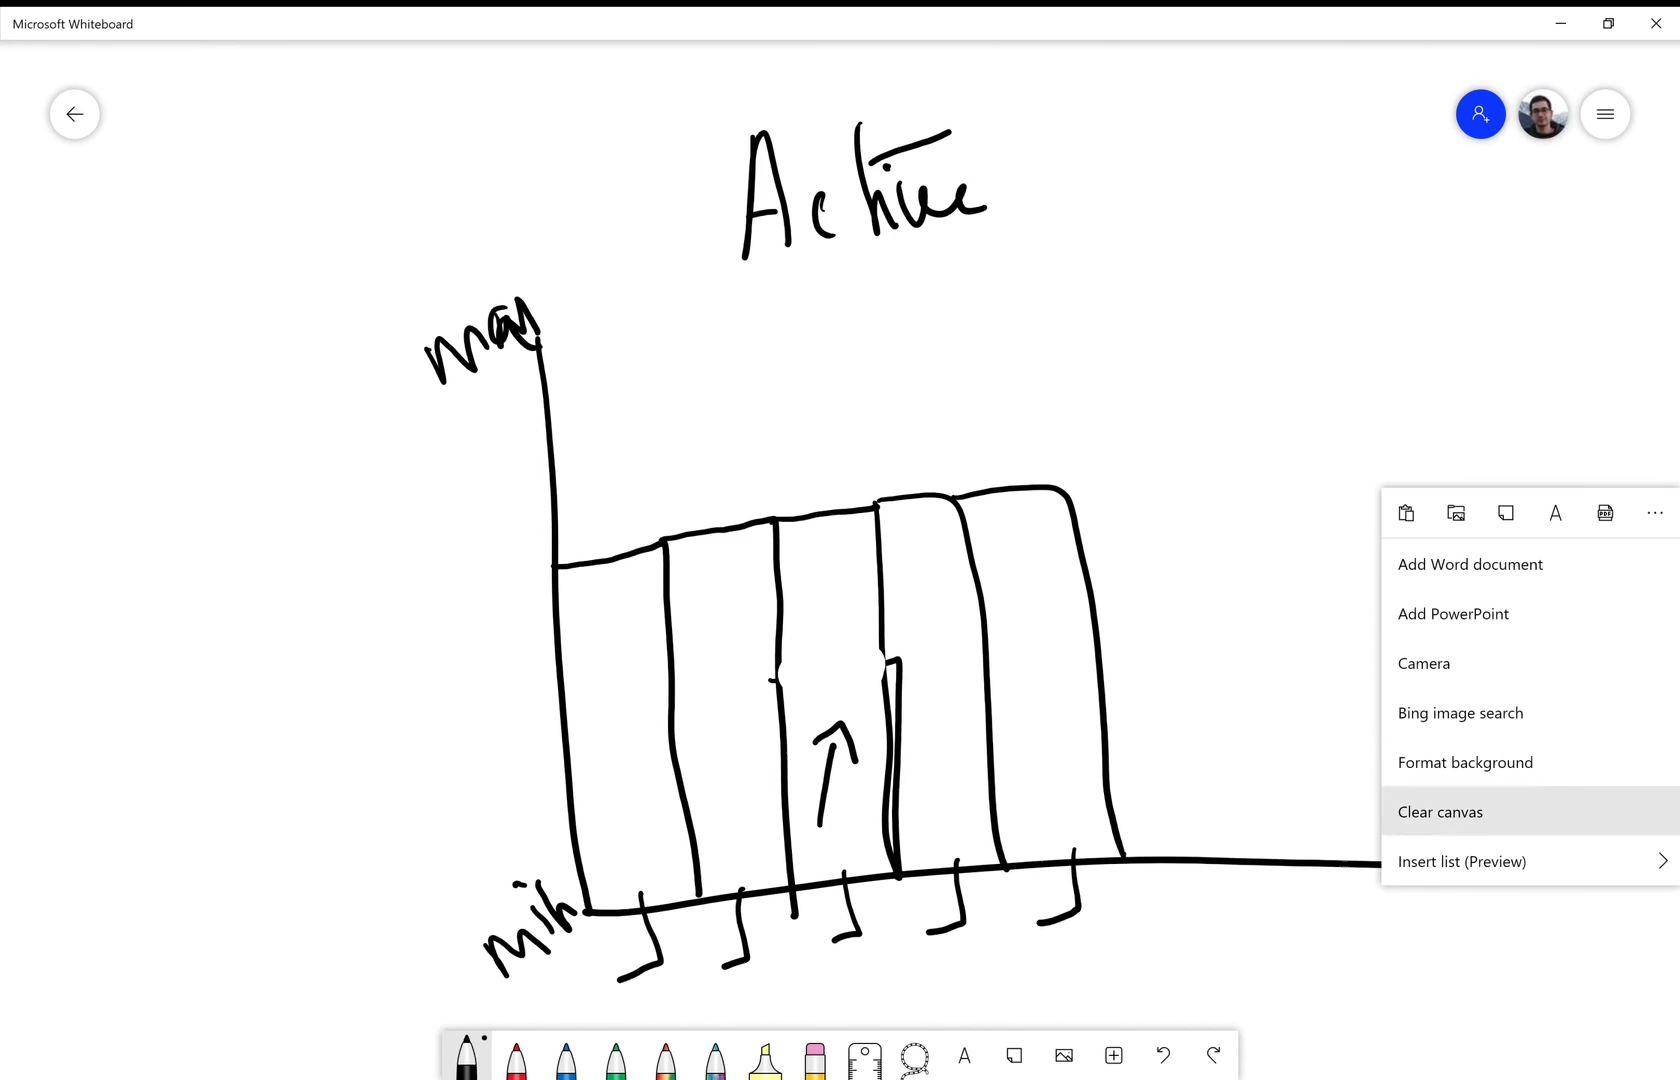 Microsoft Whiteboard
Active
max
min
Add Word document
Add PowerPoint
Camera
Bing image search
Format background
Clear canvas
Insert list (Preview)